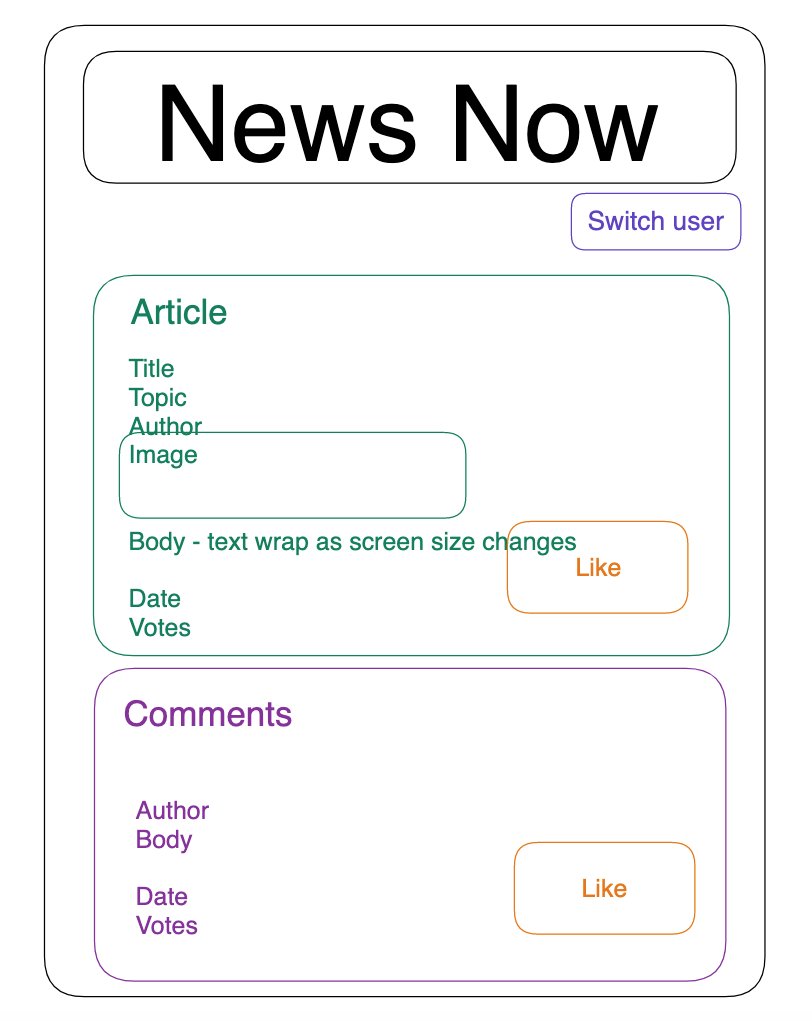 News Now
Switch user
Article
Title
Topic
Author
Image
Body - text wrap as screen size changes
Like
Date
Votes
Comments
Author
Body
Like
Date
Votes